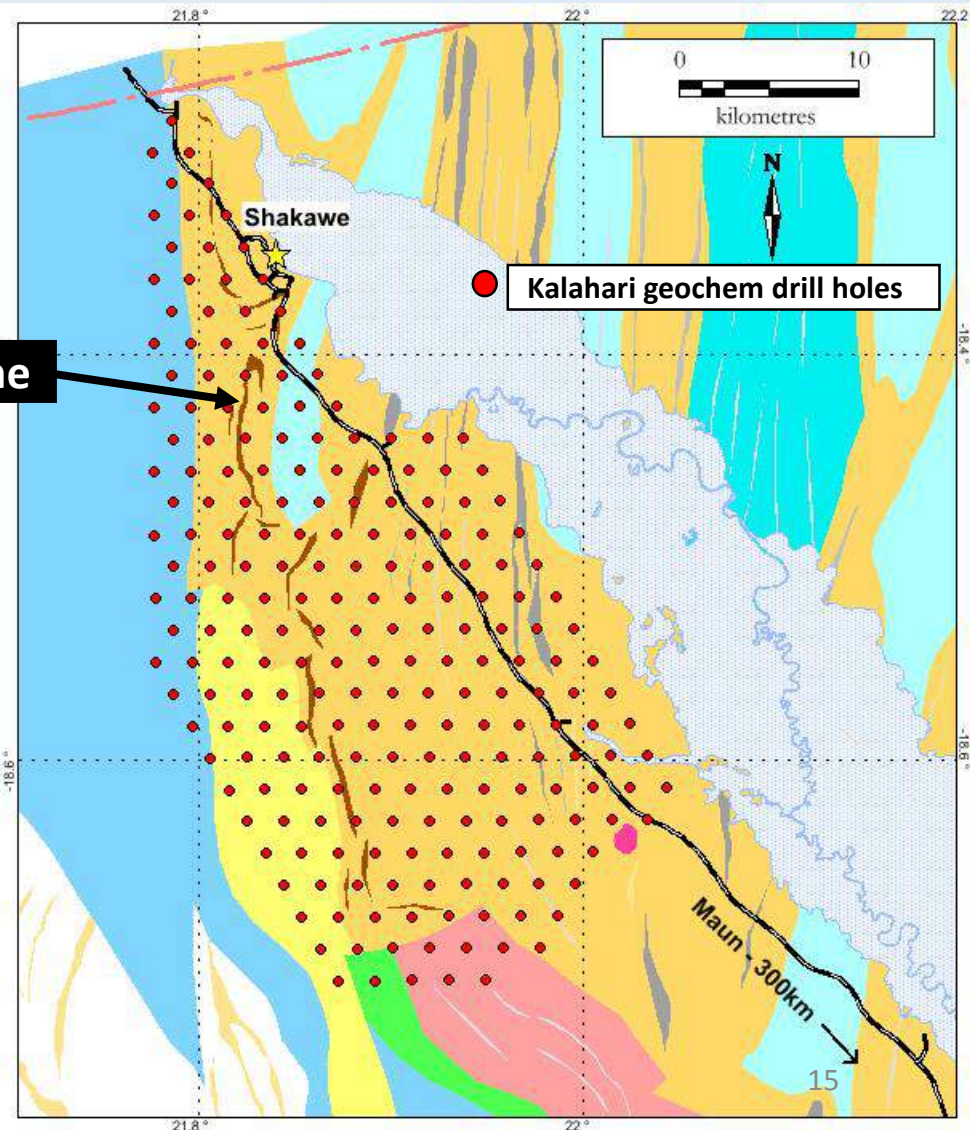 21.8 °
22 °
22.2
0 10
kilometres
N
Shakawe
Kalahari geochem drill holes
-18.4 °
-18.6 °
-18.6 °
Maun - 300km
15
21.8 °
22 °